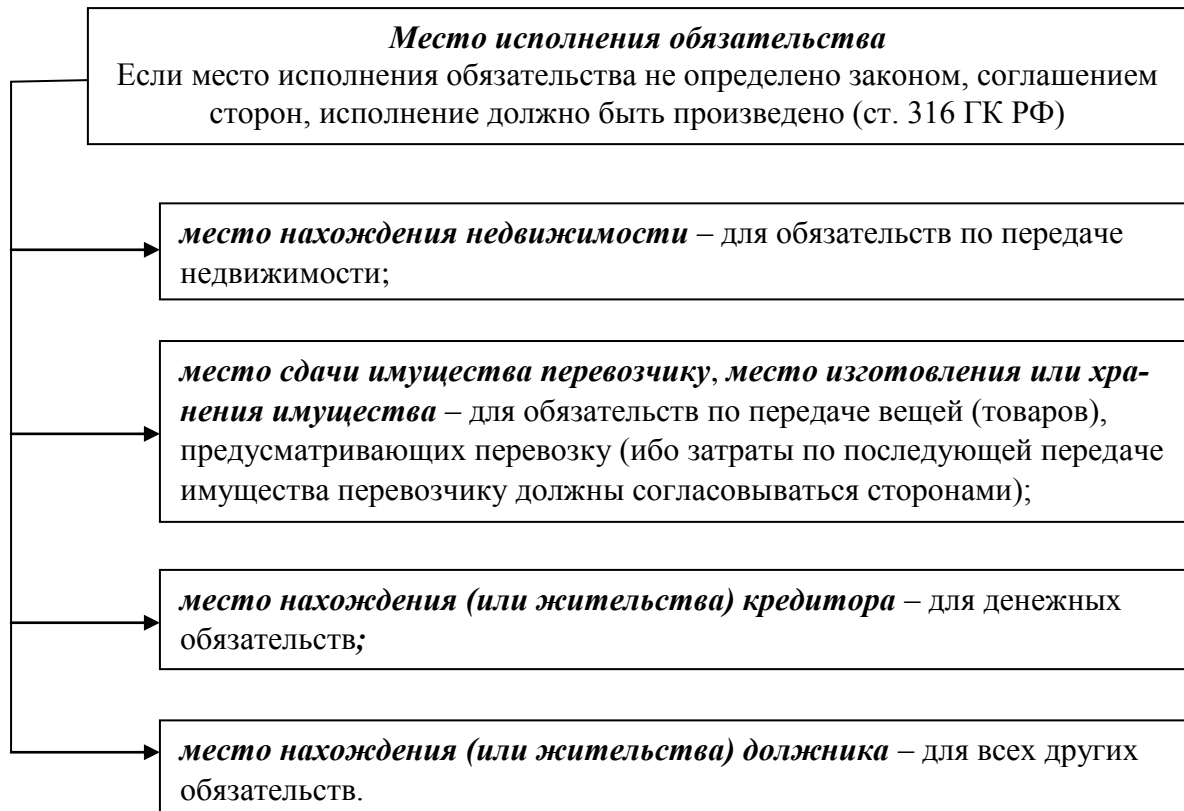 Место исполнения обязательства
Если место исполнения обязательства не определено законом, соглашением
сторон, исполнение должно быть произведено (ст. 316 ГК РФ)
место нахождения недвижимости – для обязательств по передаче
недвижимости;
место сдачи имущества перевозчику, место изготовления или хра-
нения имущества – для обязательств по передаче вещей (товаров),
предусматривающих перевозку (ибо затраты по последующей передаче
имущества перевозчику должны согласовываться сторонами);
место нахождения (или жительства) кредитора – для денежных
обязательств;
место нахождения (или жительства) должника – для всех других
обязательств.